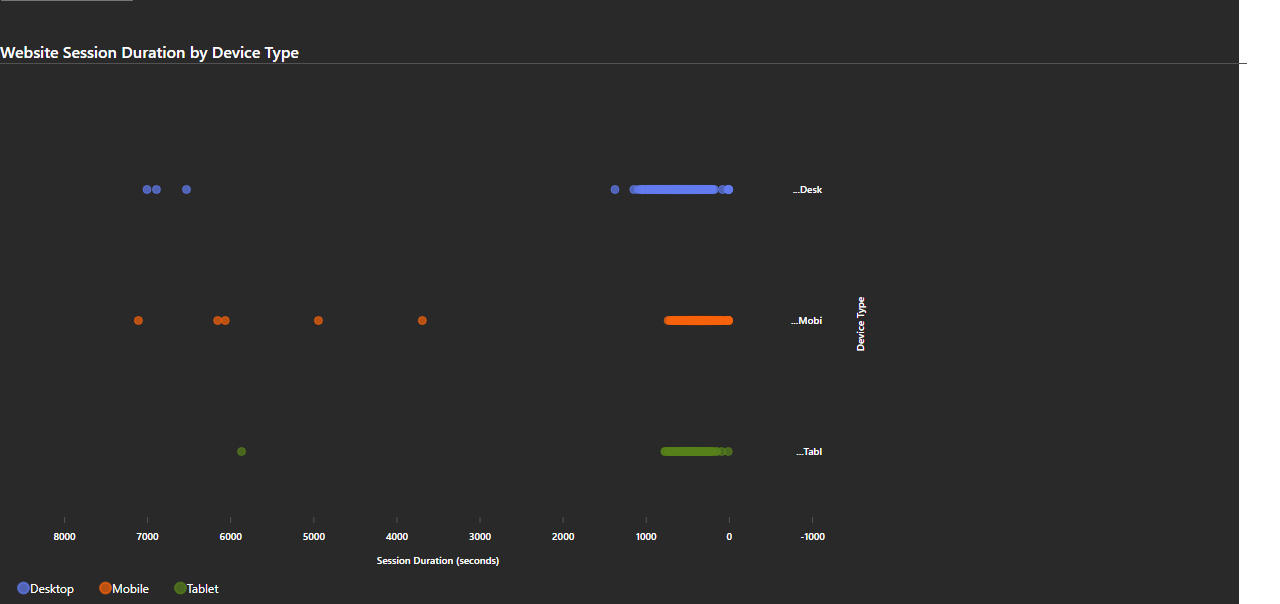 Website Session Duration by Device Type
...Desk
...Mobi
Device Type
...Tabl
8000 7000 6000 5000 4000 3000 2000 1000 0 -1000
Session Duration (seconds)
Desktop Mobile Tablet